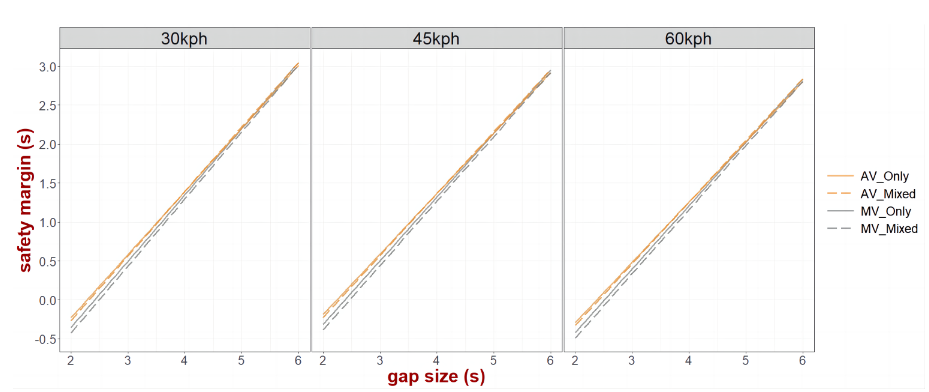 30kph 45kph 60kph
safety margin (s)
3.0
2.5
2.0
1.5
1.0
0.5
0.0
-0.5
2 3 4 5 6 2 3 4 5 6 2 3 4 5 6
gap size (s)
AV_Only
AV_Mixed
MV_Only
MV_Mixed